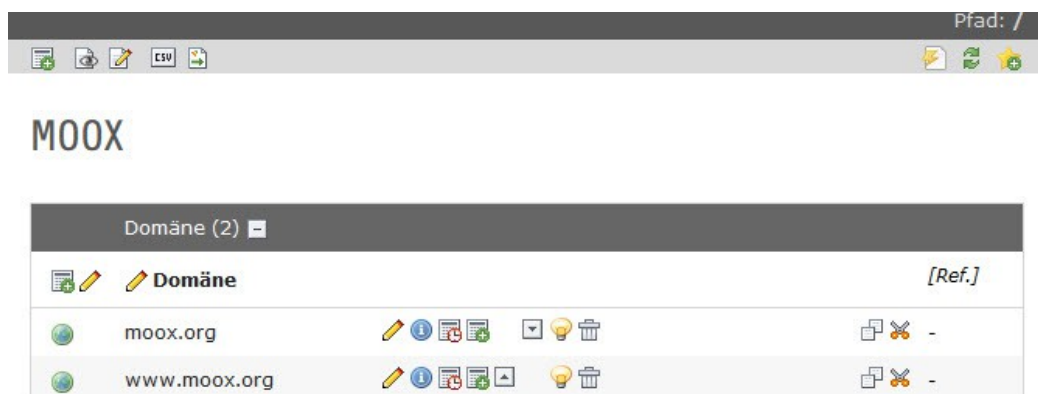 Pfad: /
CSV
MOOX
Domäne (2)
Domäne [Ref.]
moox.org -
www.moox.org -